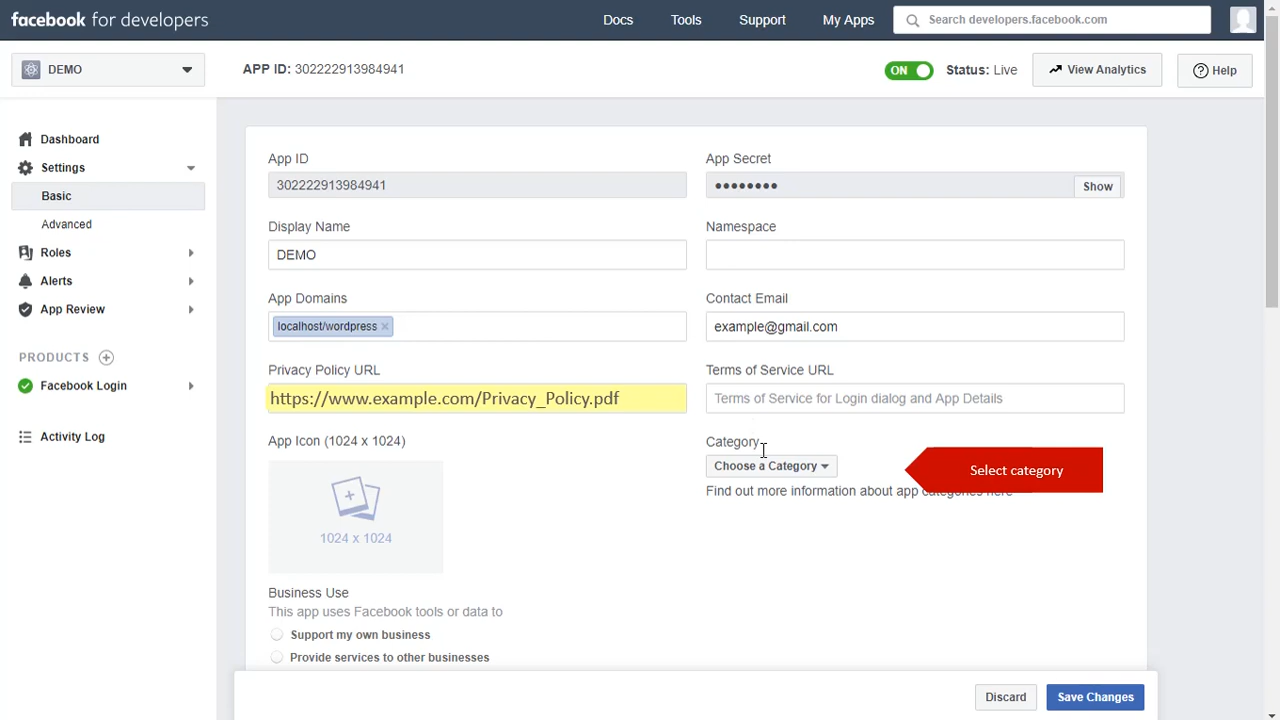 facebook for developers
Docs
Tools
Support
My Apps
Search developers.facebook.com
DEMO
APP ID: 302222913984941
ON
Status: Live
View Analytics
Help
Dashboard
Settings
Basic
Advanced
Roles
Alerts
App Review
PRODUCTS
Facebook Login
Activity Log
App ID
302222913984941
App Secret
Show
Display Name
DEMO
Namespace
App Domains
localhost/wordpress ×
Contact Email
example@gmail.com
Privacy Policy URL
https://www.example.com/Privacy_Policy.pdf
Terms of Service URL
Terms of Service for Login dialog and App Details
App Icon (1024 x 1024)
1024 x 1024
Category
Choose a Category
Select category
Find out more information about app categories here
Business Use
This app uses Facebook tools or data to
Support my own business
Provide services to other businesses
Discard
Save Changes